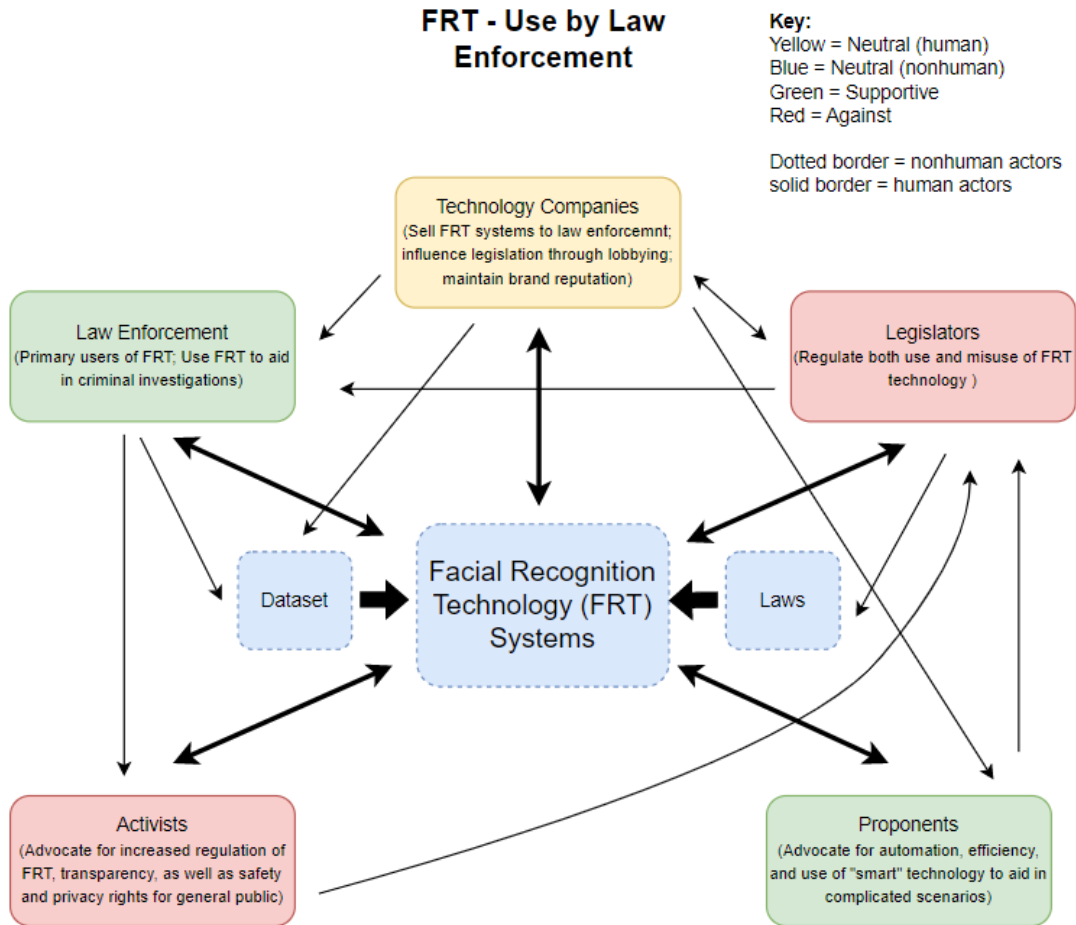 FRT - Use by Law
Enforcement
Key:
Yellow = Neutral (human)
Blue = Neutral (nonhuman)
Green = Supportive
Red = Against
Dotted border = nonhuman actors
solid border = human actors
Technology Companies
(Sell FRT systems to law enforcemnt;
influence legislation through lobbying;
maintain brand reputation)
Law Enforcement
(Primary users of FRT; Use FRT to aid
in criminal investigations)
Legislators
(Regulate both use and misuse of FRT
technology )
Dataset
Facial Recognition
Technology (FRT)
Systems
Laws
Activists
(Advocate for increased regulation of
FRT, transparency, as well as safety
and privacy rights for general public)
Proponents
(Advocate for automation, efficiency,
and use of "smart" technology to aid in
complicated scenarios)